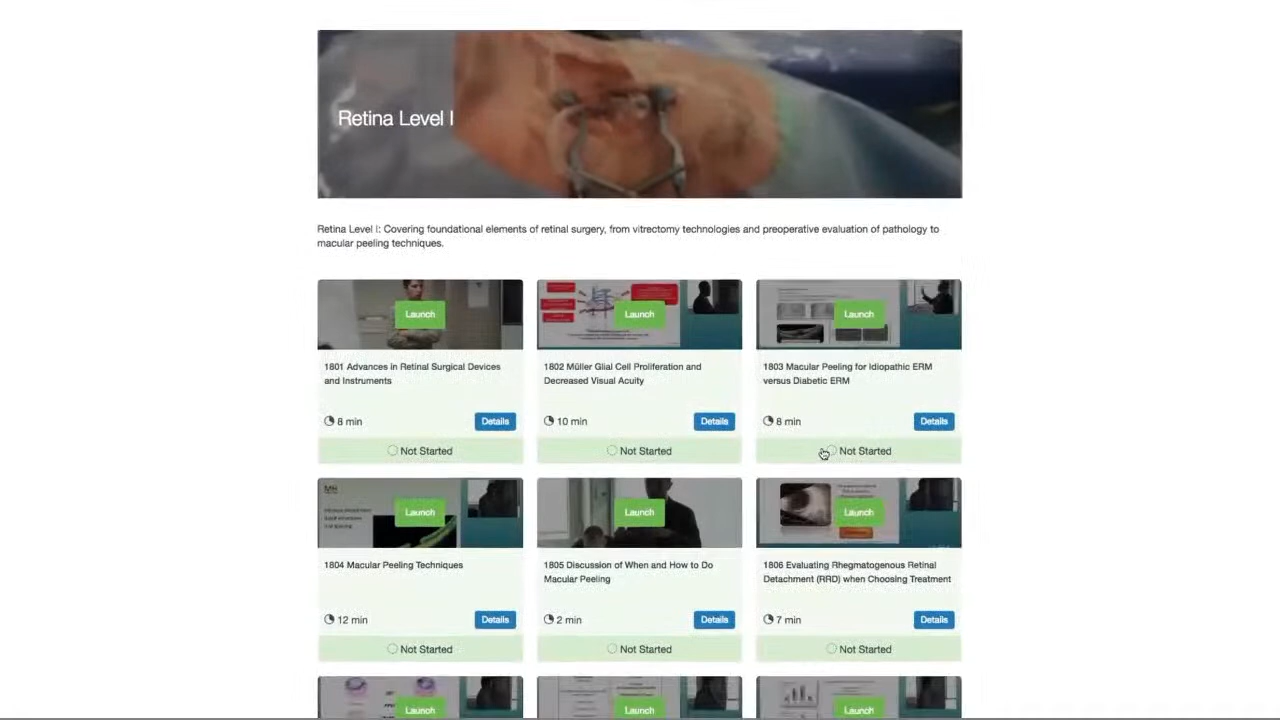 Retina Level I
Retina Level I: Covering foundational elements of retinal surgery, from vitrectomy technologies and preoperative evaluation of pathology to
macular peeling techniques.
Launch
Launch
Launch
1801 Advances in Retinal Surgical Devices
and Instruments
1802 Müller Glial Cell Proliferation and
Decreased Visual Acuity
1803 Macular Peeling for Idiopathic ERM
versus Diabetic ERM
8 min
Details
10 min
Details
8 min
Details
Not Started
Not Started
Not Started
Launch
Launch
Launch
1804 Macular Peeling Techniques
1805 Discussion of When and How to Do
Macular Peeling
1806 Evaluating Rhegmatogenous Retinal
Detachment (RRD) when Choosing Treatment
12 min
Details
2 min
Details
7 min
Details
Not Started
Not Started
Not Started
Launch
Launch
Launch